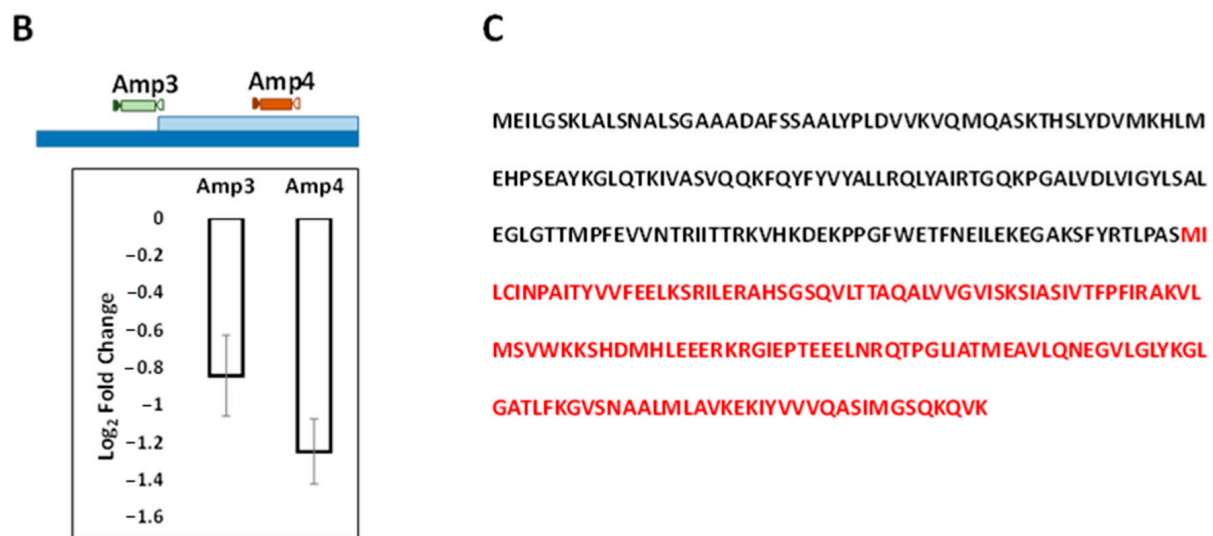 B
C
Amp3
Amp4
Amp3
Amp4
Log2 Fold Change
0
−0.2
−0.4
−0.6
−0.8
−1
−1.2
−1.4
−1.6
MEILGSKLALSNALSGAAADAFSSAALYPLDVVKVQMQASKTHSLYDVMKHLM
EHPSEAYKGLQTKIVASVQQKFQYFYVYALLRQLYAIRTGQKPGALVDLVIGYLSAL
EGLGTTMPFEVVNTRIITTRKVHKDEKPPGFWETFNEILEKEGAKSFYRTLPASMI
LCINPAITYVVFEELKSRILERAHSGSQVLTTAQALVVGVISKSIASIVTFPFIRAKVL
MSVWKKSHDMHLEEERKRGIEPTEEELNRQTPGLIATMEAVLQNEGVLGLYKGL
GATLFKGVSNAALMLAVKEKIYVVVQASIMGSQKQVK